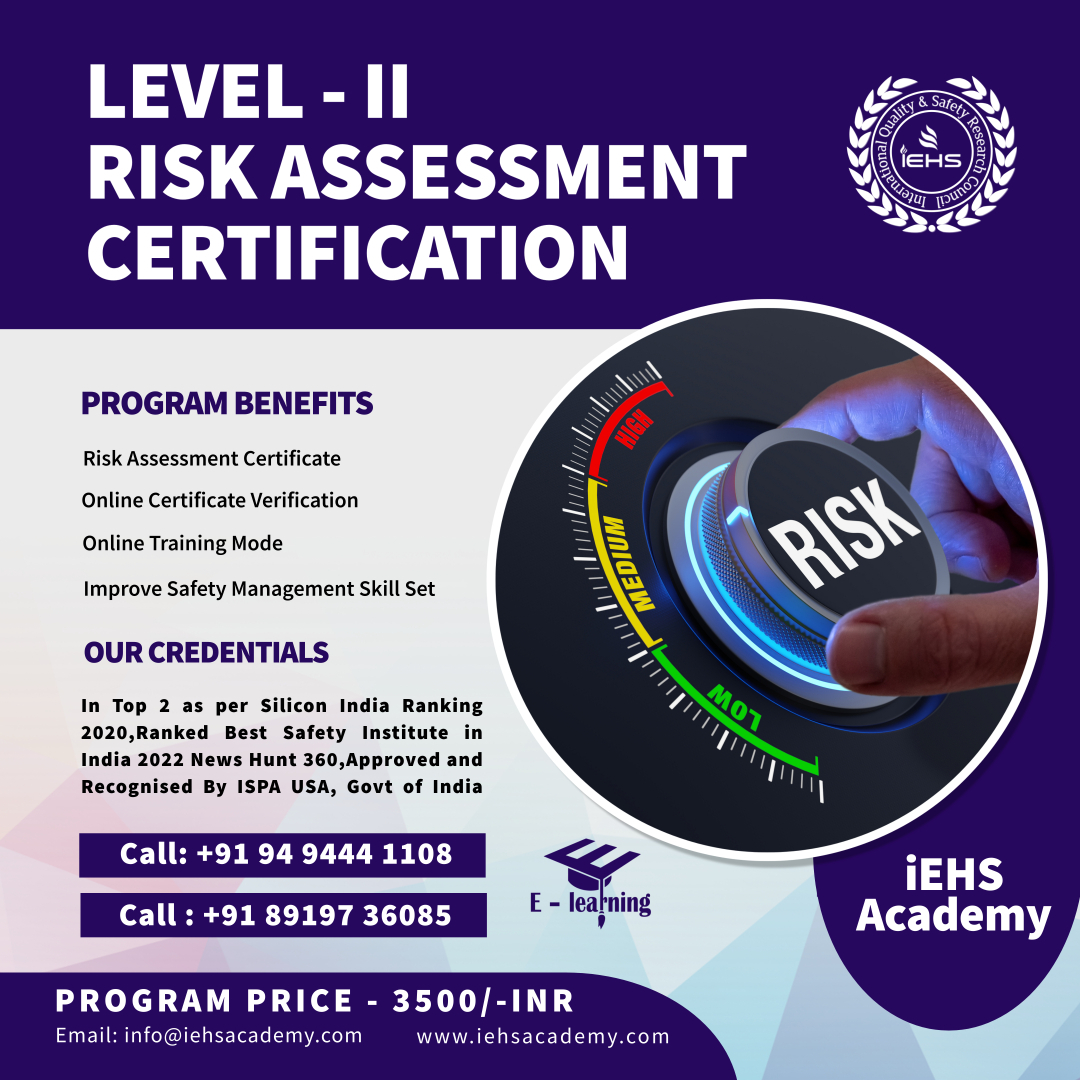 LEVEL - II
RISK ASSESSMENT
CERTIFICATION
International Quality & Safety Research Council
iEHS
PROGRAM BENEFITS
Risk Assessment Certificate
Online Certificate Verification
Online Training Mode
Improve Safety Management Skill Set
OUR CREDENTIALS
In Top 2 as per Silicon India Ranking
2020,Ranked Best Safety Institute in
India 2022 News Hunt 360,Approved and
Recognised By ISPA USA, Govt of India
HIGH
MEDIUM
LOW
RISK
Call: +91 94 9444 1108
Call : +91 89197 36085
E - learning
iEHS
Academy
PROGRAM PRICE - 3500/-INR
Email: info@iehsacademy.com
www.iehsacademy.com